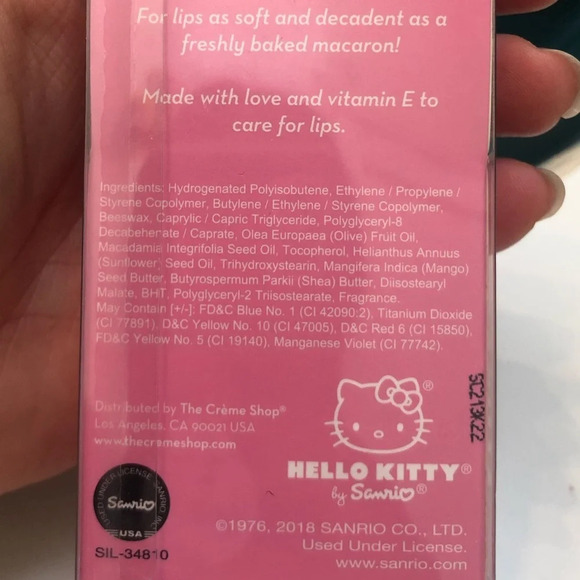 For lips as soft and decadent as a
freshly baked macaron!
Made with love and vitamin E to
care for lips.
Ingredients: Hydrogenated Polyisobutene, Ethylene / Propylene /
Styrene Copolymer, Butylene / Ethylene / Styrene Copolymer,
Beeswax, Caprylic / Capric Triglyceride, Polyglyceryl-8
Decabehenate / Caprate, Olea Europaea (Olive) Fruit Oil,
Macadamia Integrifolia Seed Oil, Tocopherol, Helianthus Annuus
(Sunflower) Seed Oil, Trihydroxystearin, Mangifera Indica (Mango)
Seed Butter, Butyrospermum Parkii (Shea) Butter, Diisostearyl
Malate, BHT, Polyglyceryl-2 Triisostearate, Fragrance.
May Contain [+/-]: FD&C Blue No. 1 (CI 42090:2), Titanium Dioxide
(CI 77891), D&C Yellow No. 10 (CI 47005), D&C Red 6 (CI 15850),
FD&C Yellow No. 5 (CI 19140), Manganese Violet (CI 77742).
SC213K22
Distributed by The Crème Shop®
Los Angeles, CA 90021 USA
www.thecremeshop.com
HELLO KITTY®
by Sanrio®
USED UNDER LICENSE SANRIO, INC.
Sanrio
USA
SIL-34810
©1976, 2018 SANRIO CO., LTD.
Used Under License.
www.sanrio.com